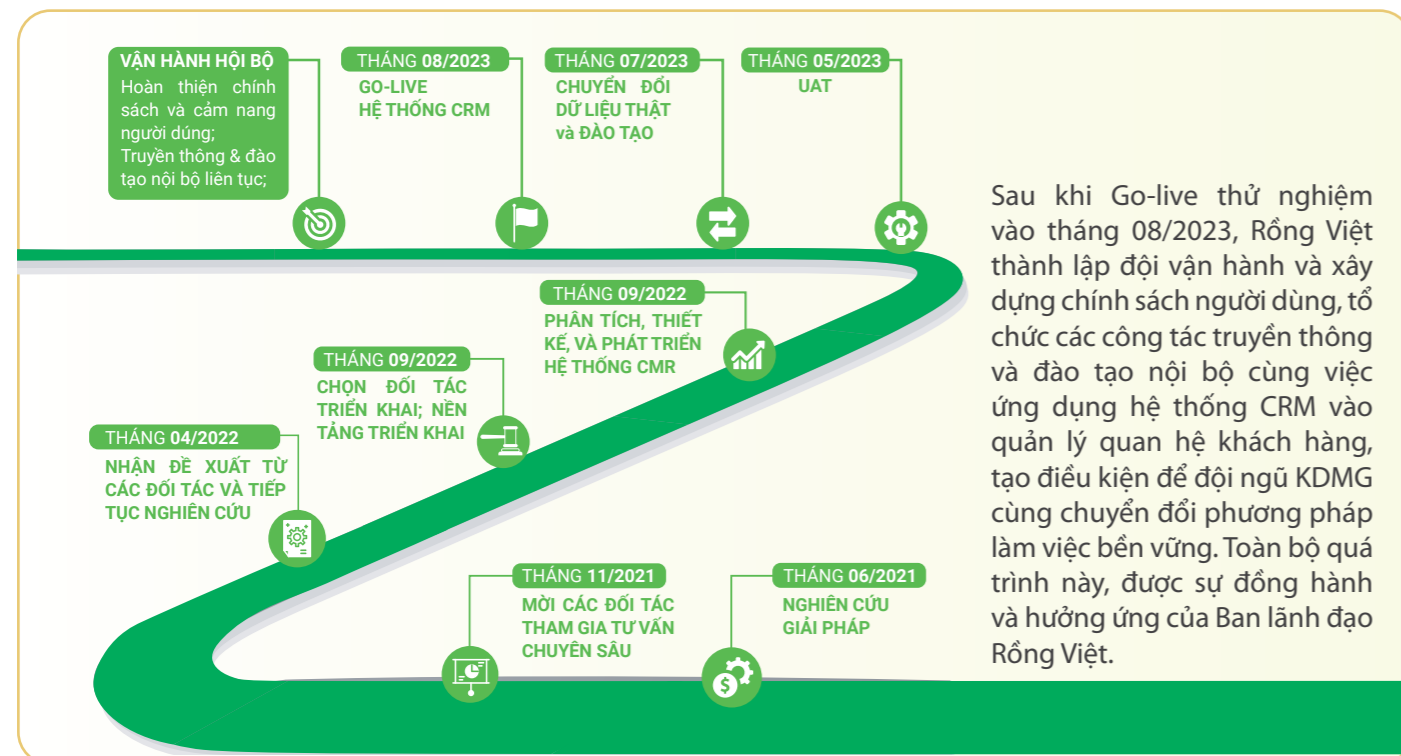 VẬN HÀNH HỘI BỘ
Hoàn thiện chính
sách và cảm nang
người dúng;
Truyền thông & đào
tạo nội bộ liên tục;
THÁNG 08/2023
GO-LIVE
HỆ THỐNG CRM
THÁNG 07/2023
CHUYỂN ĐỔI
DỮ LIỆU THẬT
và ĐÀO TẠO
THÁNG 05/2023
UAT
THÁNG 09/2022
PHÂN TÍCH, THIẾT
KẾ, VÀ PHÁT TRIỂN
HỆ THỐNG CMR
THÁNG 09/2022
CHỌN ĐỐI TÁC
TRIỂN KHAI; NỀN
TẢNG TRIỂN KHAI
THÁNG 04/2022
NHẬN ĐỀ XUẤT TỪ
CÁC ĐỐI TÁC VÀ TIẾP
TỤC NGHIÊN CỨU
THÁNG 11/2021
MỜI CÁC ĐỐI TÁC
THAM GIA TƯ VẤN
CHUYÊN SÂU
THÁNG 06/2021
NGHIÊN CỨU
GIẢI PHÁP
Sau khi Go-live thử nghiệm
vào tháng 08/2023, Rồng Việt
thành lập đội vận hành và xây
dựng chính sách người dùng, tổ
chức các công tác truyền thông
và đào tạo nội bộ cùng việc
ứng dụng hệ thống CRM vào
quản lý quan hệ khách hàng,
tạo điều kiện để đội ngũ KDMG
cùng chuyển đổi phương pháp
làm việc bền vững. Toàn bộ quá
trình này, được sự đồng hành
và hưởng ứng của Ban lãnh đạo
Rồng Việt.